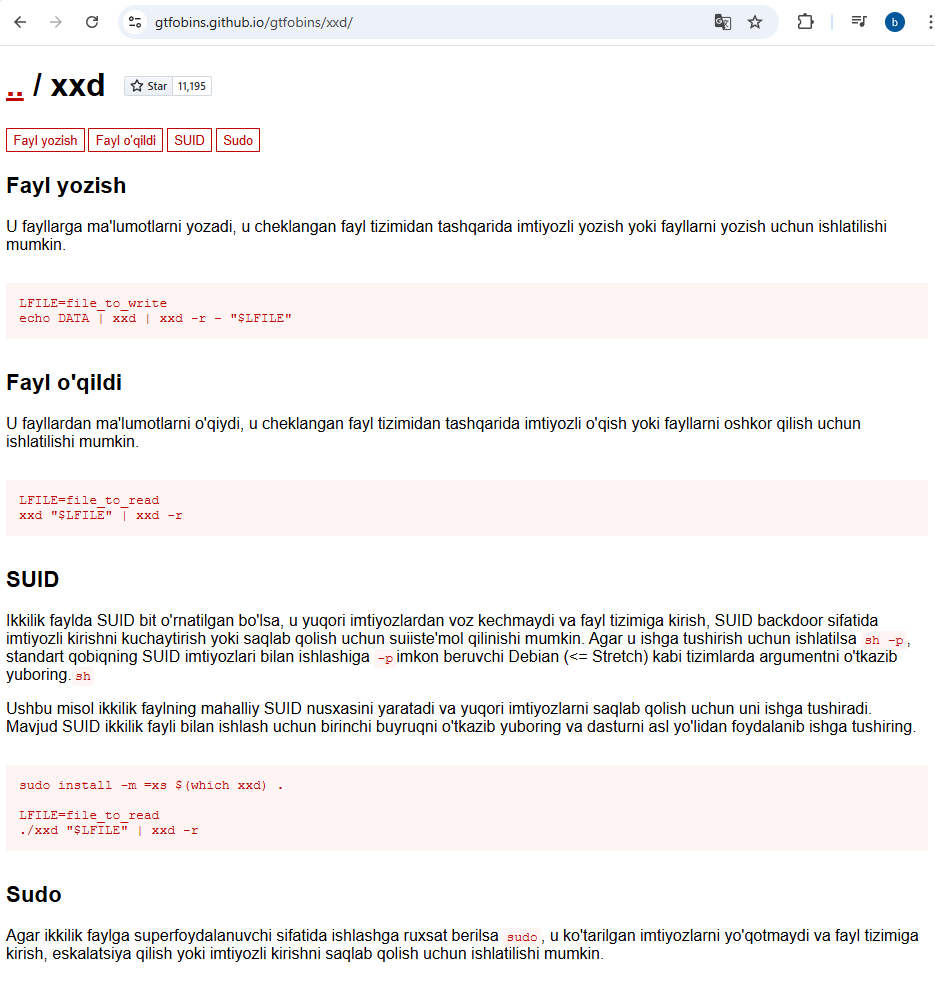 gtfobins.github.io/gtfobins/xxd/
b
.. / xxd
Star 11,195
Fayl yozish Fayl o'qildi SUID Sudo
Fayl yozish
U fayllarga ma'lumotlarni yozadi, u cheklangan fayl tizimidan tashqarida imtiyozli yozish yoki fayllarni yozish uchun ishlatilishi
mumkin.
LFILE=file_to_write
echo DATA | xxd | xxd -r - "$LFILE"
Fayl o'qildi
U fayllardan ma'lumotlarni o'qiydi, u cheklangan fayl tizimidan tashqarida imtiyozli o'qish yoki fayllarni oshkor qilish uchun
ishlatilishi mumkin.
LFILE=file_to_read
xxd "$LFILE" | xxd -r
SUID
Ikkilik faylda SUID bit o'rnatilgan bo'lsa, u yuqori imtiyozlardan voz kechmaydi va fayl tizimiga kirish, SUID backdoor sifatida
imtiyozli kirishni kuchaytirish yoki saqlab qolish uchun suiiste'mol qilinishi mumkin. Agar u ishga tushirish uchun ishlatilsa sh -p,
standart qobiqning SUID imtiyozlari bilan ishlashiga -p imkon beruvchi Debian (<= Stretch) kabi tizimlarda argumentni o'tkazib
yuboring. sh
Ushbu misol ikkilik faylning mahalliy SUID nusxasini yaratadi va yuqori imtiyozlarni saqlab qolish uchun uni ishga tushiradi.
Mavjud SUID ikkilik fayli bilan ishlash uchun birinchi buyruqni o'tkazib yuboring va dasturni asl yo'lidan foydalanib ishga tushiring.
sudo install -m =xs $(which xxd) .
LFILE=file_to_read
./xxd "$LFILE" | xxd -r
Sudo
Agar ikkilik faylga superfoydalanuvchi sifatida ishlashga ruxsat berilsa sudo, u ko'tarilgan imtiyozlarni yo'qotmaydi va fayl tizimiga
kirish, eskalatsiya qilish yoki imtiyozli kirishni saqlab qolish uchun ishlatilishi mumkin.